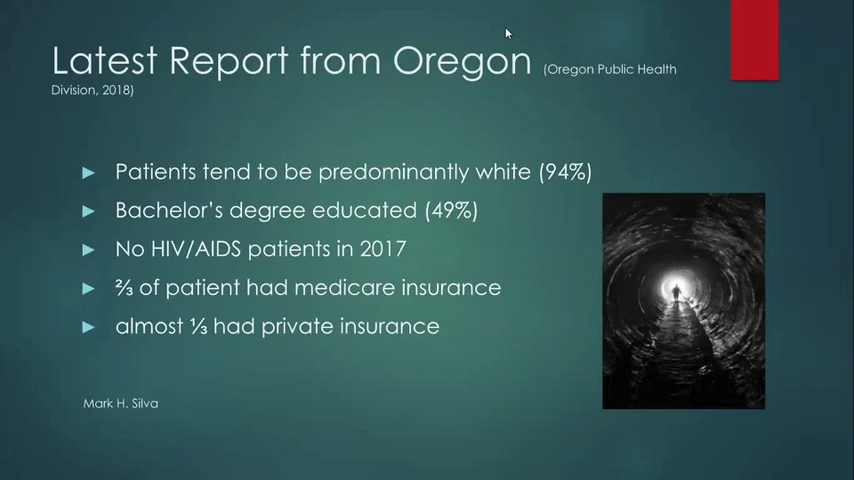 Latest Report from Oregon (Oregon Public Health
Division, 2018)
Patients tend to be predominantly white (94%)
Bachelor’s degree educated (49%)
No HIV/AIDS patients in 2017
⅔ of patient had medicare insurance
almost ⅓ had private insurance
Mark H. Silva